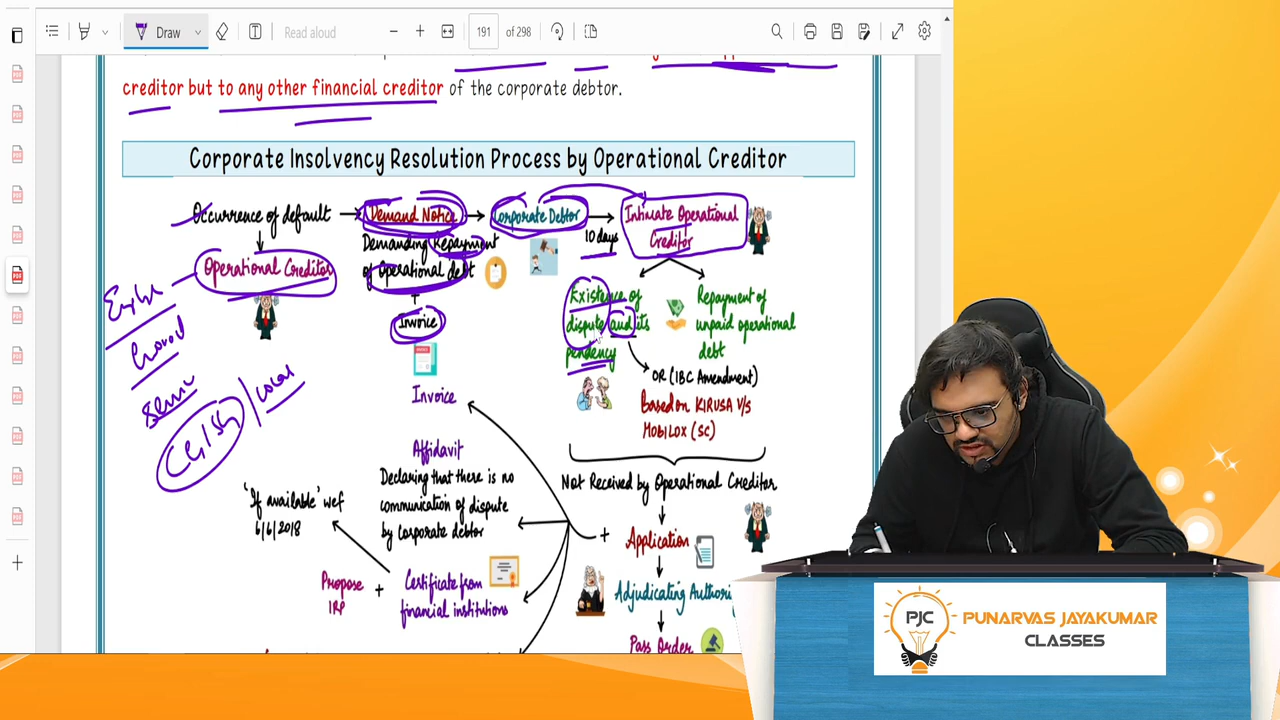 Draw
Read aloud
191
of 298
creditor but to any other financial creditor of the corporate debtor.
Corporate Insolvency Resolution Process by Operational Creditor
Occurrence of default
Demand Notice
Corporate Debtor
10 days
Intimate Operational
Creditor
Demanding Repayment
of Operational debt
Operational Creditor
Invoice
Existence of
dispute and its
pendency
Repayment of
unpaid operational
debt
OR (IBC Amendment)
Based on KIRUSA V/S
MOBILOX (SC)
Invoice
Affidavit
Declaring that there is no
communication of dispute
by corporate debtor
Not Received by Operational Creditor
'If available' wef
6/6/2018
+
Application
Propose
IRP
+
Certificate from
financial institutions
Adjudicating
Pass Order
PJC
PUNARVAS JAYAKUMAR
CLASSES